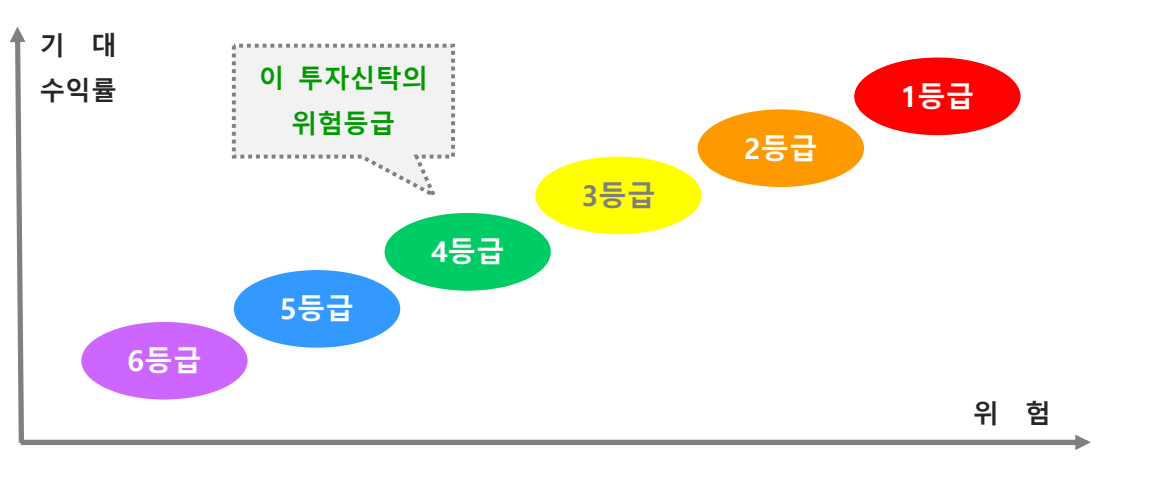 기 대
수익률
이 투자신탁의
위험등급
1등급
2등급
3등급
4등급
5등급
6등급
위 험